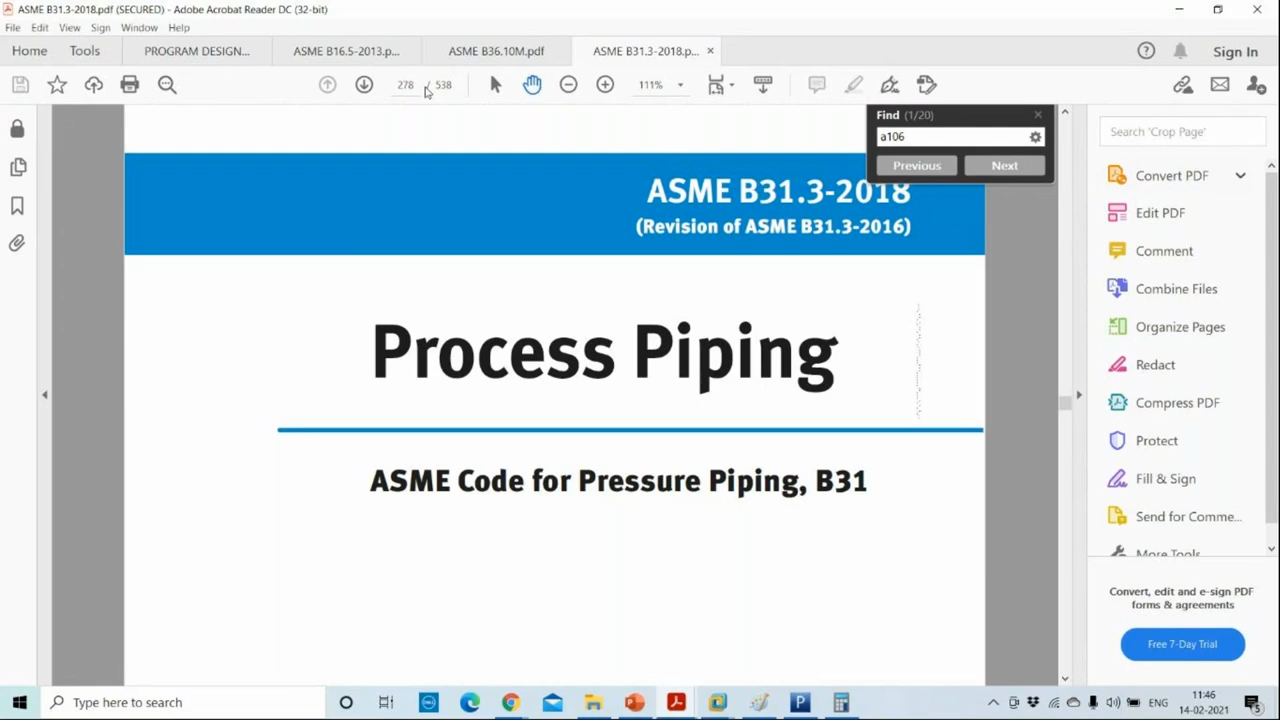 ASME B31.3-2018.pdf (SECURED) - Adobe Acrobat Reader DC (32-bit)
File Edit View Sign Window Help
Home Tools PROGRAM DESIGN... ASME B16.5-2013.p... ASME B36.10M.pdf ASME B31.3-2018.p... × Sign In
278 / 538 111%
Find (1/20)
a106
Previous Next
Search 'Crop Page'
ASME B31.3-2018
(Revision of ASME B31.3-2016)
Process Piping
ASME Code for Pressure Piping, B31
Convert PDF
Edit PDF
Comment
Combine Files
Organize Pages
Redact
Compress PDF
Protect
Fill & Sign
Send for Comme...
More Tools
Convert, edit and e-sign PDF
forms & agreements
Free 7-Day Trial
Type here to search
ENG
11:46
14-02-2021
5